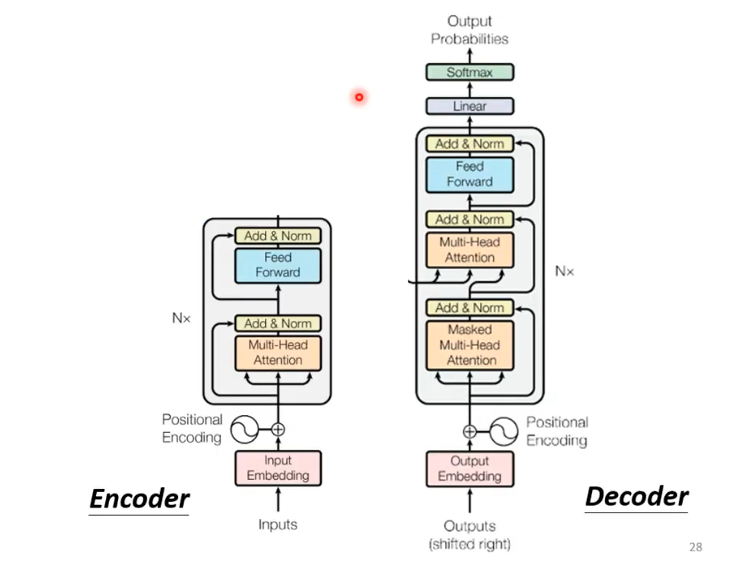 Output
Probabilities
Softmax
Linear
Add & Norm
Feed
Forward
Add & Norm
Multi-Head
Attention
Nx
Add & Norm
Masked
Multi-Head
Attention
Positional
Encoding
Output
Embedding
Outputs
(shifted right)
Decoder
Add & Norm
Feed
Forward
Nx
Add & Norm
Multi-Head
Attention
Positional
Encoding
Input
Embedding
Inputs
Encoder
28